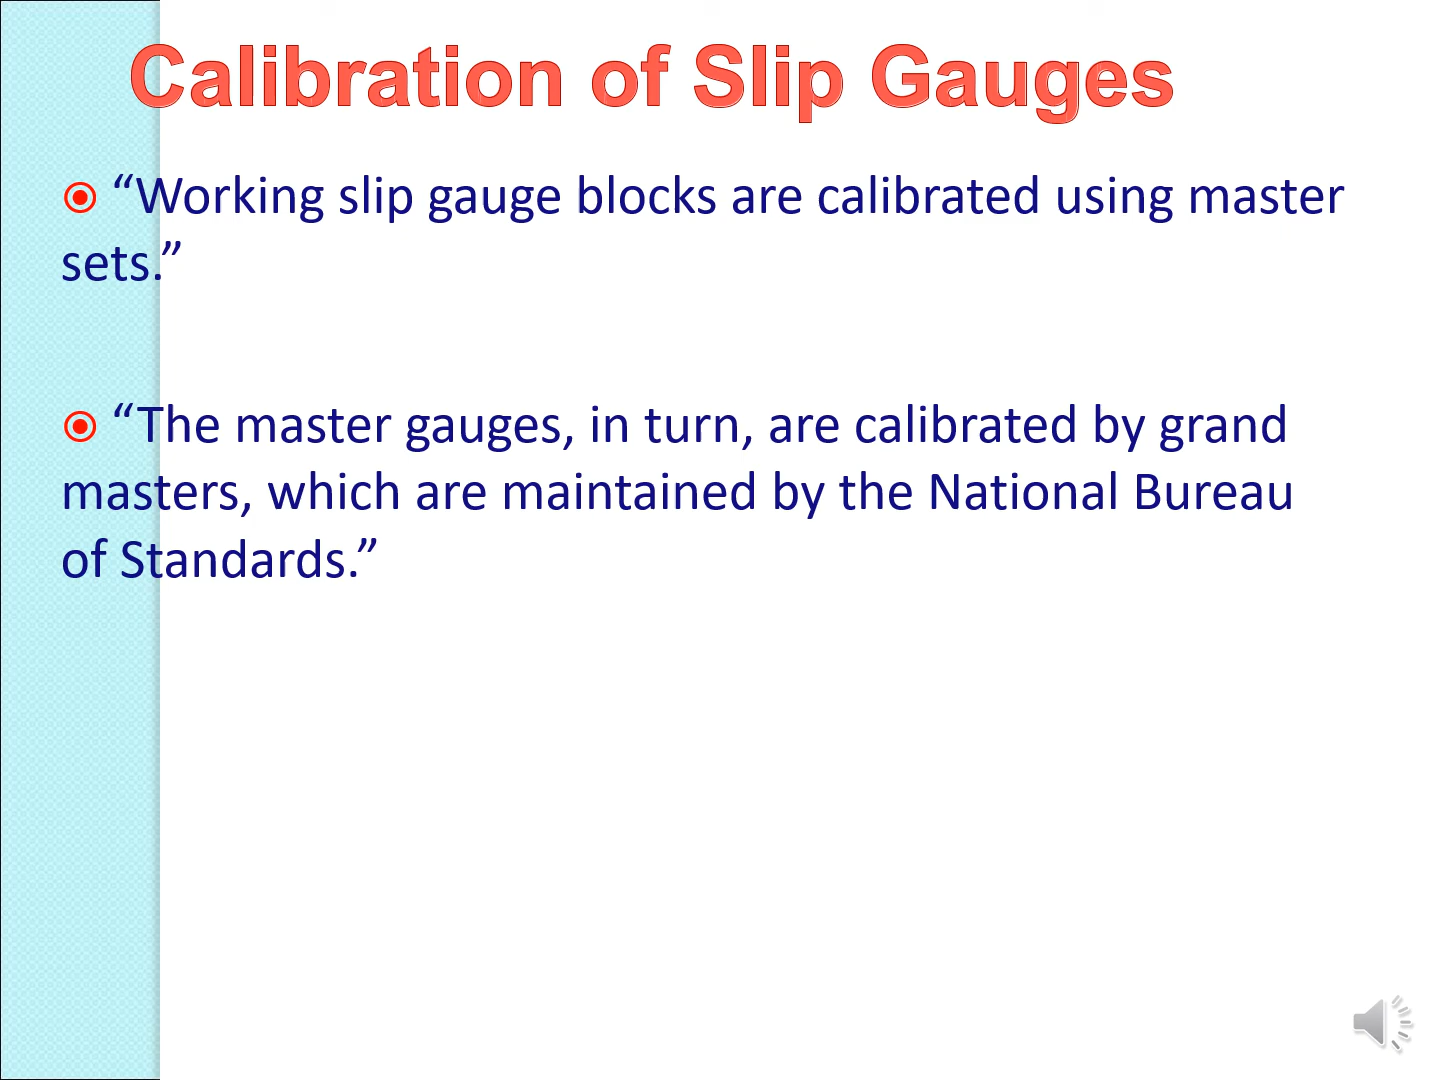 Calibration of Slip Gauges
“Working slip gauge blocks are calibrated using master
sets.”
“The master gauges, in turn, are calibrated by grand
masters, which are maintained by the National Bureau
of Standards.”